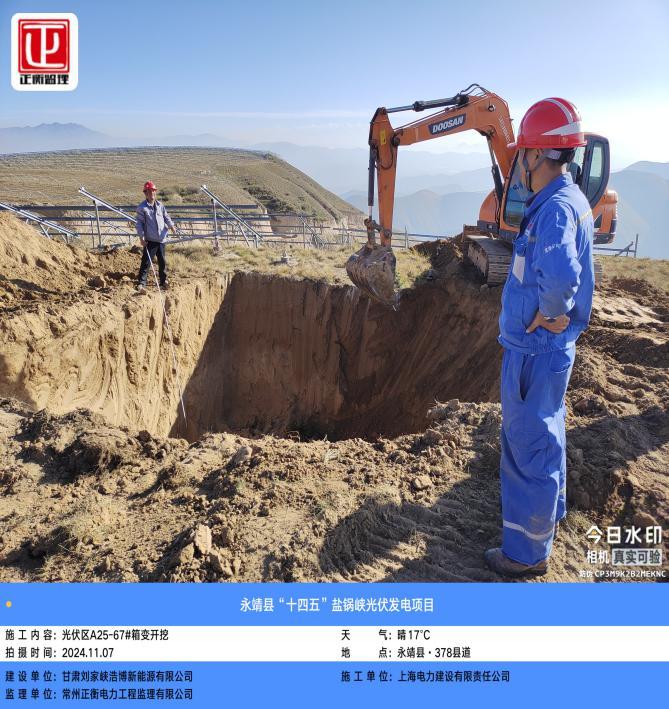 正衡监理
DOOSAN
今日水印
相机 真实可验
防伪 CP3M9K2B2MEKNC
永靖县“十四五”盐锅峡光伏发电项目
施工内容：光伏区A25-67#箱变开挖
天 气：晴17℃
拍摄时间：2024.11.07
地 点：永靖县·378县道
建设单位：甘肃刘家峡浩博新能源有限公司
施工单位：上海电力建设有限责任公司
监理单位：常州正衡电力工程监理有限公司